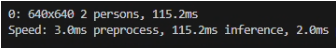 0: 640x640 2 persons, 115.2ms
Speed: 3.0ms preprocess, 115.2ms inference, 2.0ms